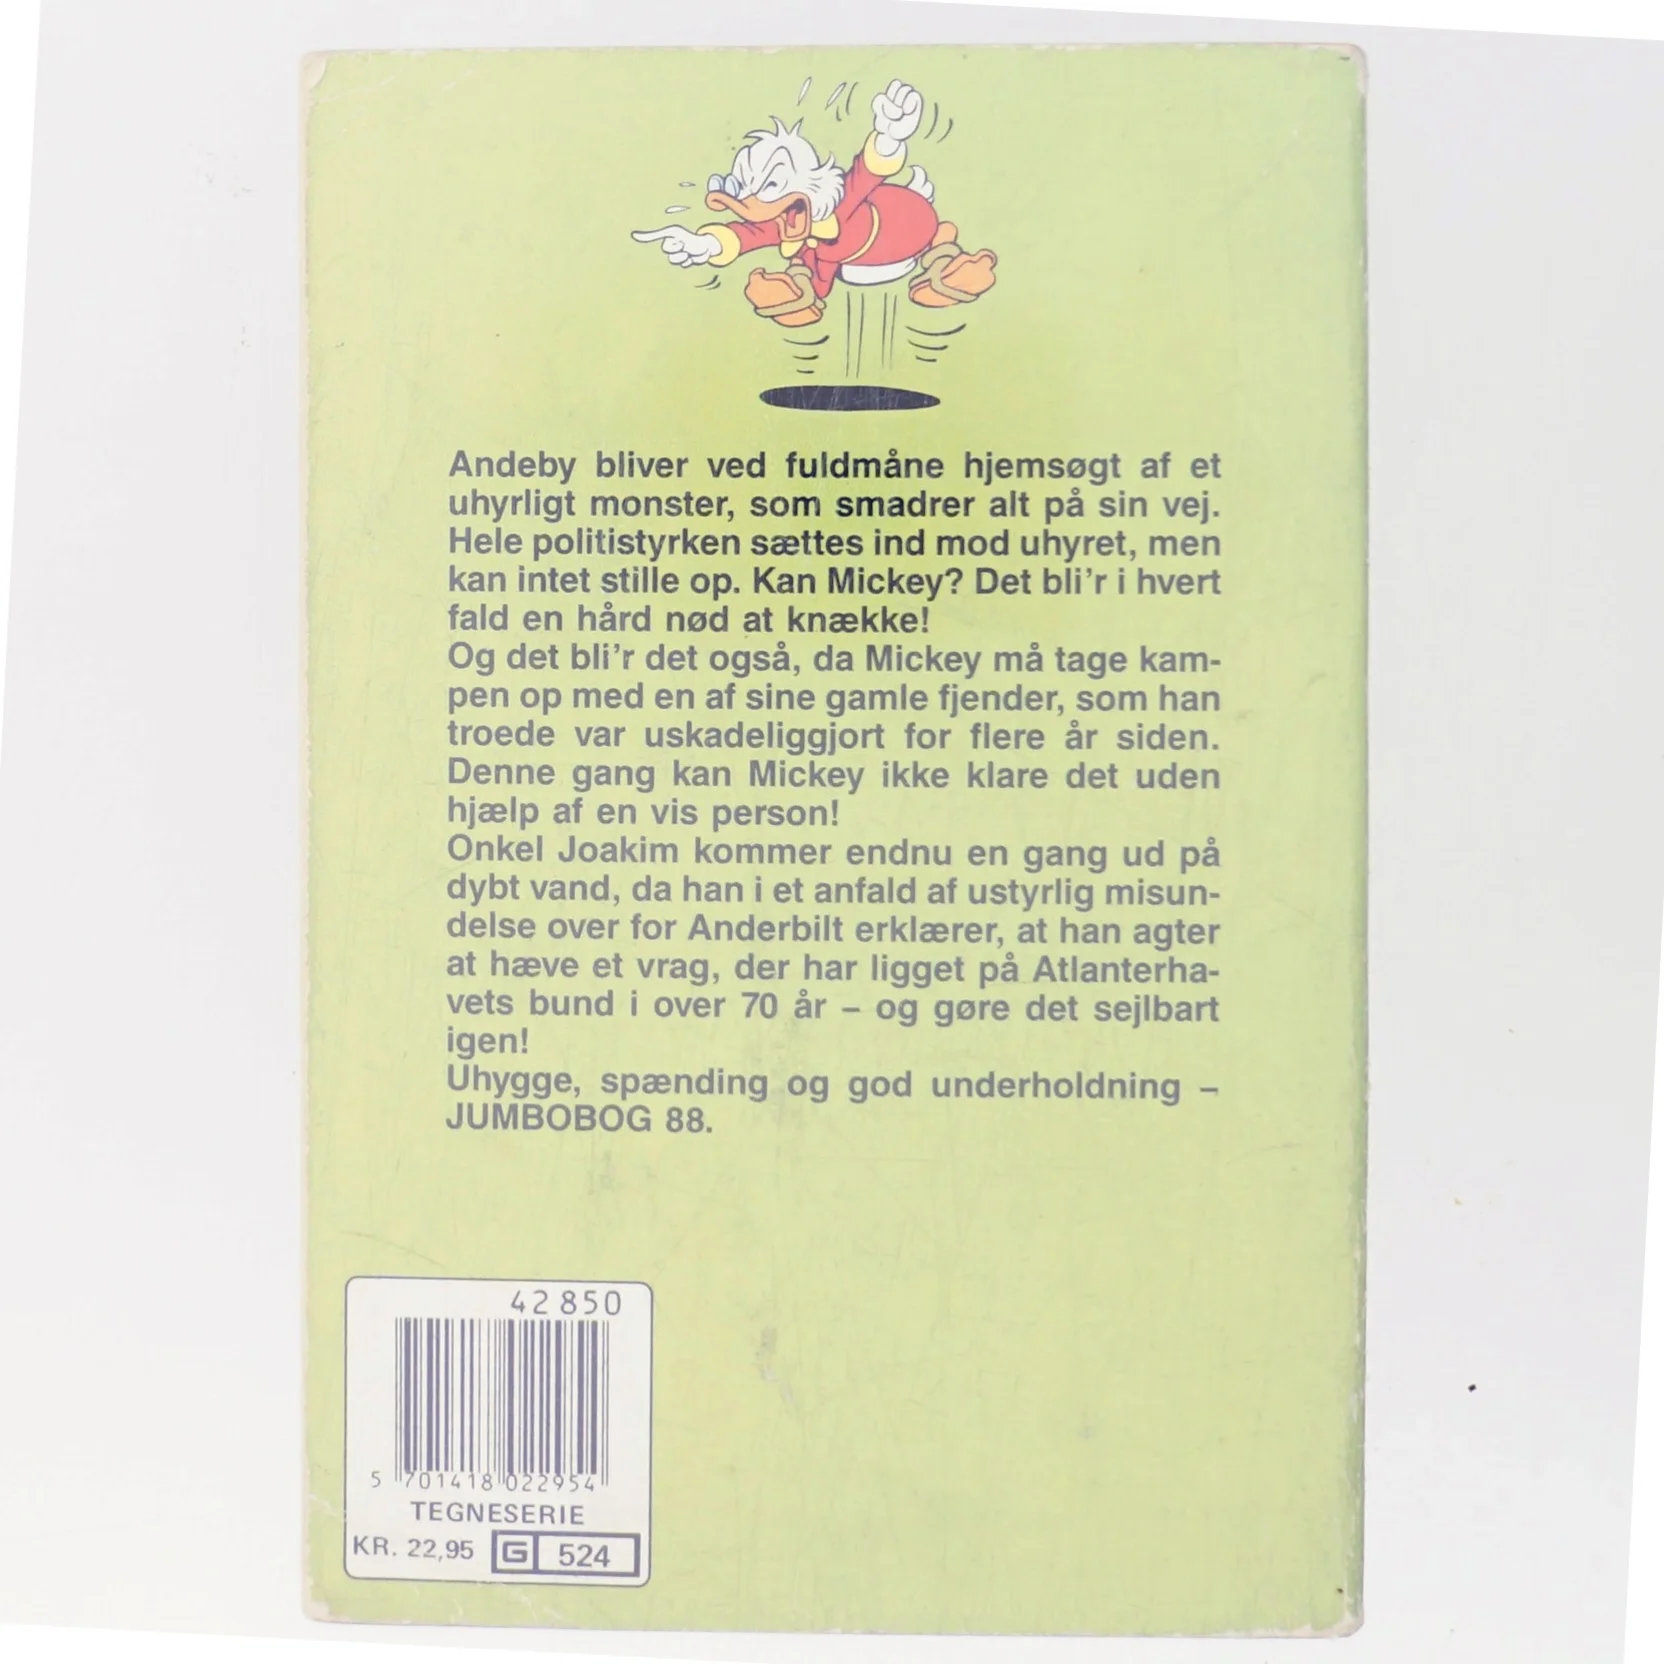 Andeby bliver ved fuldmåne hjemsøgt af et
uhyrligt monster, som smadrer alt på sin vej.
Hele politistyrken sættes ind mod uhyret, men
kan intet stille op. Kan Mickey? Det bli'r i hvert
fald en hård nød at knække!
Og det bli'r det også, da Mickey må tage kam-
pen op med en af sine gamle fjender, som han
troede var uskadeliggjort for flere år siden.
Denne gang kan Mickey ikke klare det uden
hjælp af en vis person!
Onkel Joakim kommer endnu en gang ud på
dybt vand, da han i et anfald af ustyrlig misun-
delse over for Anderbilt erklærer, at han agter
at hæve et vrag, der har ligget på Atlanterha-
vets bund i over 70 år – og gøre det sejlbart
igen!
Uhygge, spænding og god underholdning –
JUMBOBOG 88.
42850
5 701418 022954
TEGNESERIE
KR. 22,95 G 524